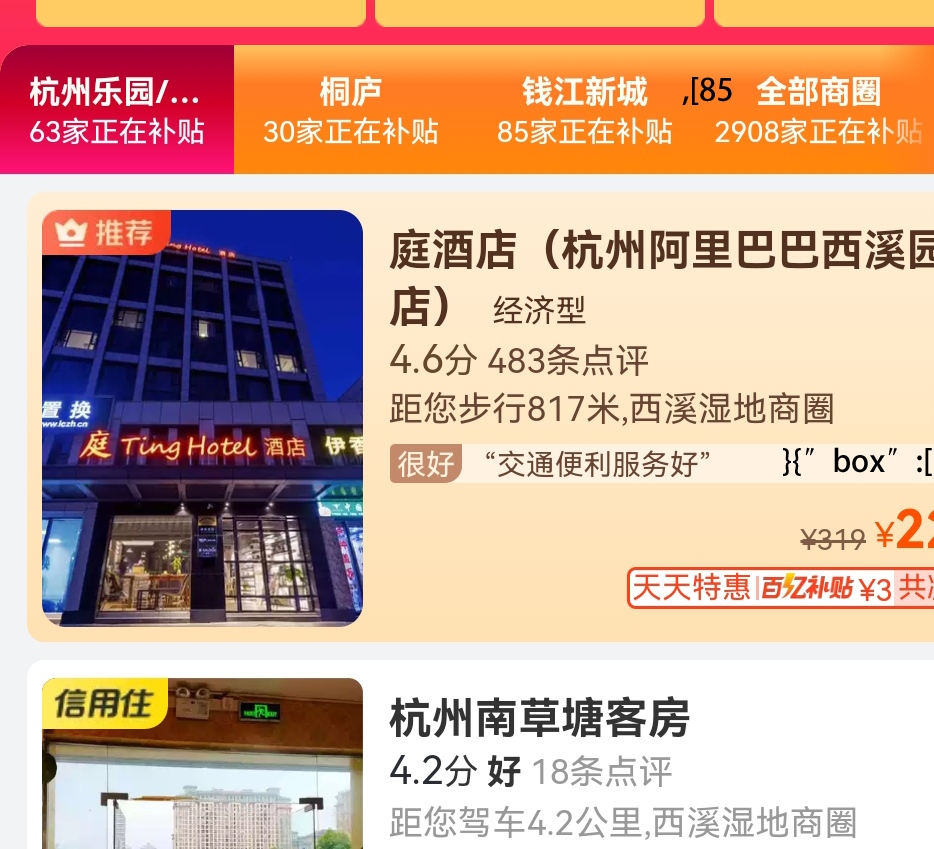 杭州乐园/... 桐庐 钱江新城 ,[85 全部商圈
63家正在补贴 30家正在补贴 85家正在补贴 2908家正在补贴
推荐
Ting Hotel 酒店
置换
www.lczh.cn
庭 Ting Hotel 酒店 伊香
庭酒店（杭州阿里巴巴西溪园
店） 经济型
4.6分 483条点评
距您步行817米,西溪湿地商圈
很好 “交通便利服务好” }{″ box″ :[
¥319 ¥22
天天特惠 百亿补贴 ¥3 共减
信用住
杭州南草塘客房
4.2分 好 18条点评
距您驾车4.2公里,西溪湿地商圈